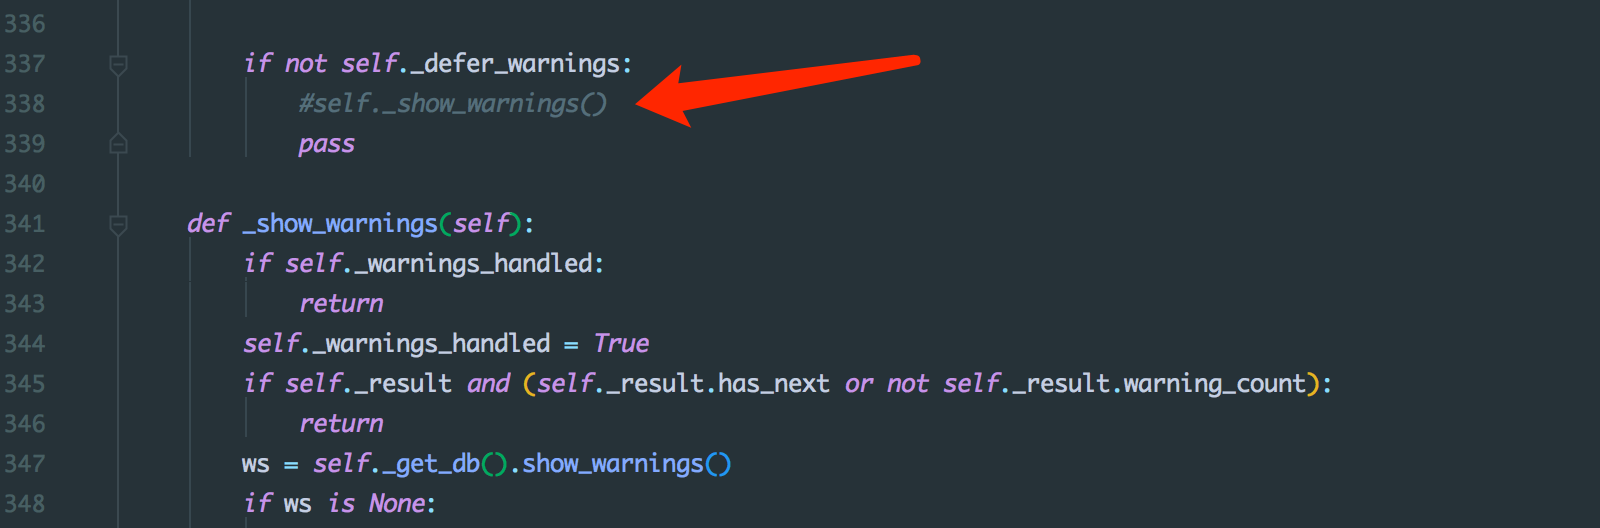 336
337 if not self._defer_warnings:
338 #self._show_warnings()
339 pass
340
341 def _show_warnings(self):
342 if self._warnings_handled:
343 return
344 self._warnings_handled = True
345 if self._result and (self._result.has_next or not self._result.warning_count):
346 return
347 ws = self._get_db().show_warnings()
348 if ws is None: